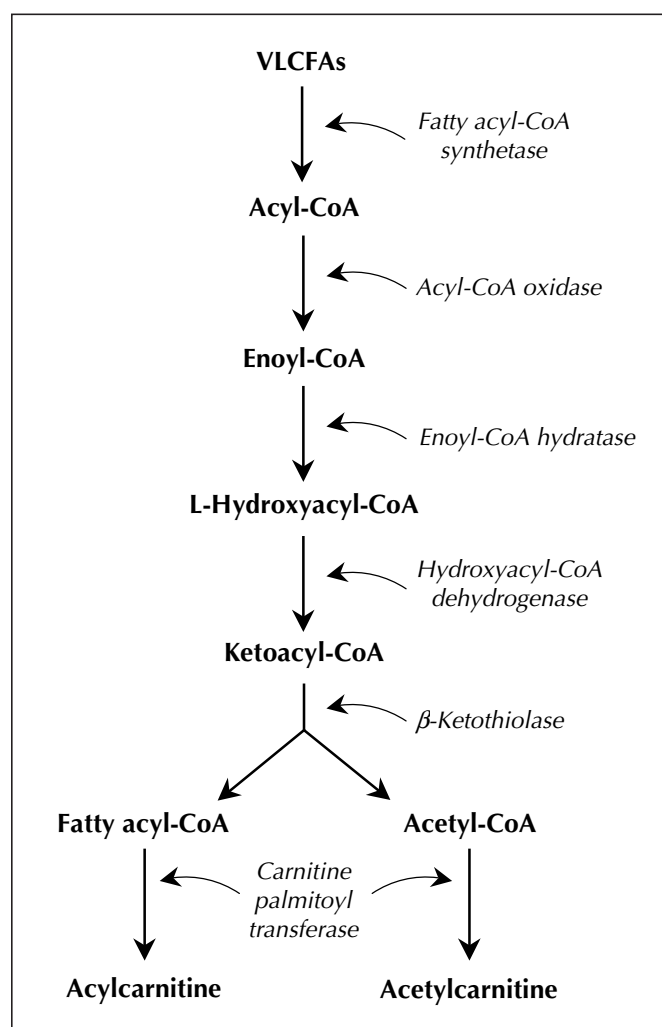 VLCFAs
Fatty acyl-CoA
synthetase
Acyl-CoA
Acyl-CoA oxidase
Enoyl-CoA
Enoyl-CoA hydratase
L-Hydroxyacyl-CoA
Hydroxyacyl-CoA
dehydrogenase
Ketoacyl-CoA
β-Ketothiolase
Fatty acyl-CoA
Acetyl-CoA
Carnitine
palmitoyl
transferase
Acylcarnitine
Acetylcarnitine